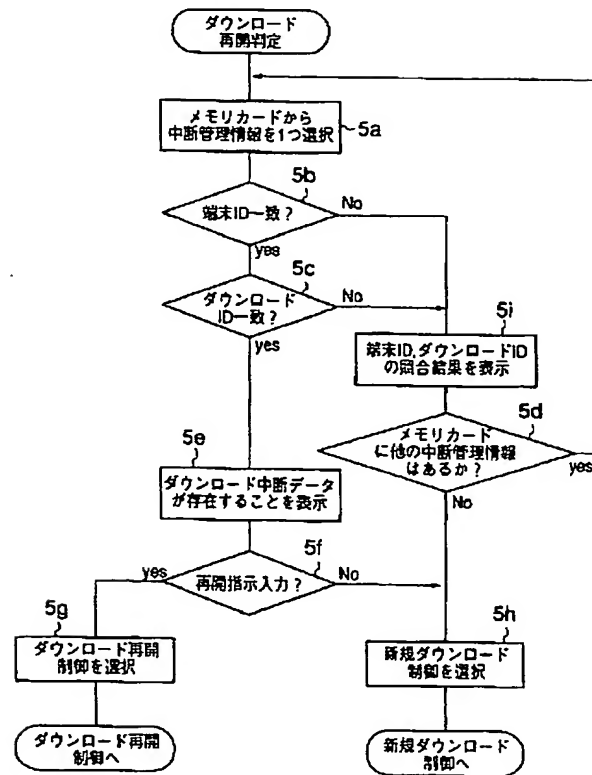 ダウンロード
再開判定
メモリカードから
中断管理情報を1つ選択
5a
5b
端末ID一致?
No
yes
5c
ダウンロード
ID一致?
No
yes
5i
端末ID,ダウンロードID
の照合結果を表示
5d
メモリカード
に他の中断管理情報
はあるか?
yes
No
5e
ダウンロード中断データ
が存在することを表示
5f
再開指示入力?
yes
No
5g
ダウンロード再開
制御を選択
5h
新規ダウンロード
制御を選択
ダウンロード再開
制御へ
新規ダウンロード
制御へ